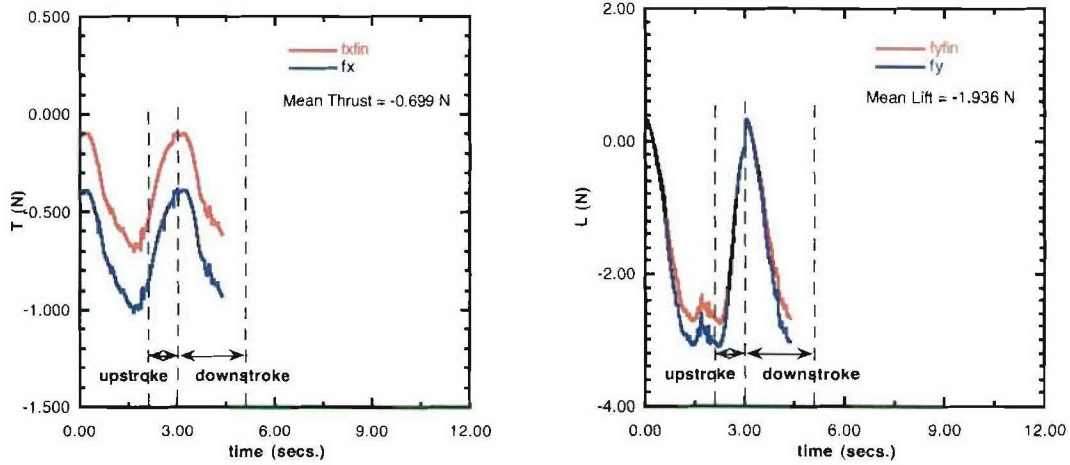 0.500
0.000
-0.500
-1.000
-1.500
T (N)
fxfin
fx
Mean Thrust = -0.699 N
upstroke
downstroke
0.00
3.00
6.00
9.00
12.00
time (secs.)
2.00
0.00
-2.00
-4.00
L (N)
fyfin
fy
Mean Lift = -1.936 N
upstroke
downstroke
0.00
3.00
6.00
9.00
12.00
time (secs.)